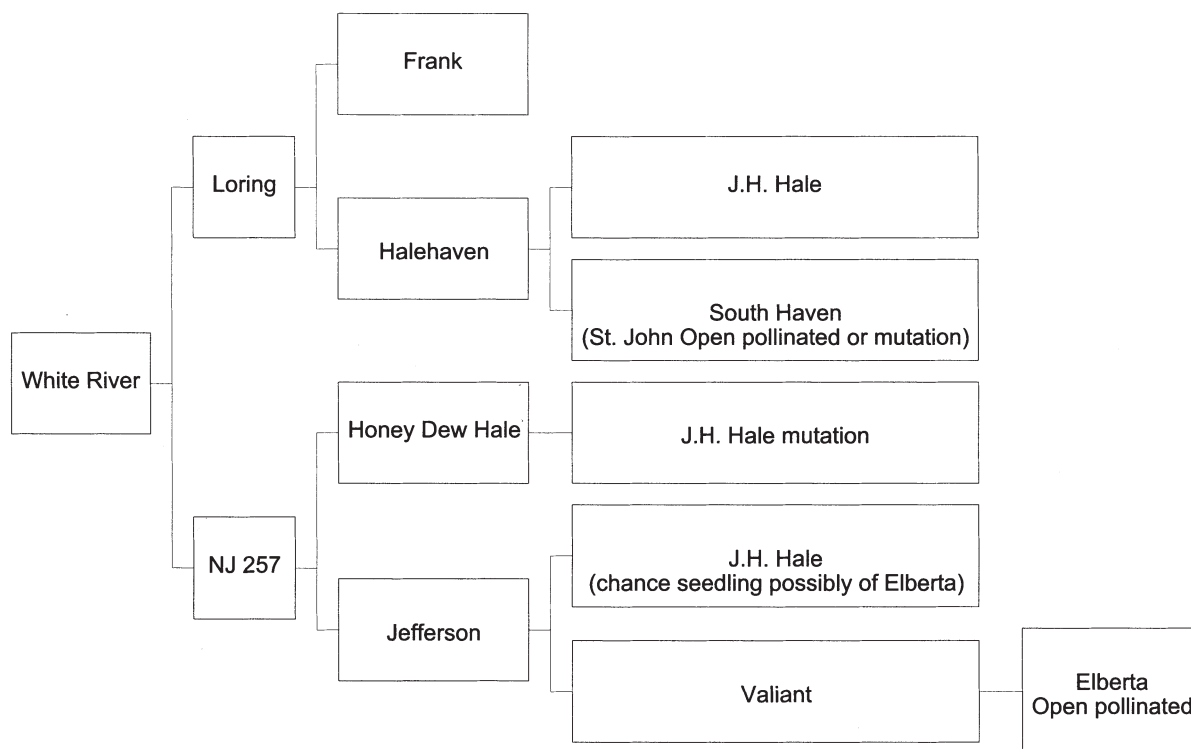 Frank
Loring
J.H. Hale
Halehaven
South Haven
(St. John Open pollinated or mutation)
White River
Honey Dew Hale
J.H. Hale mutation
NJ 257
J.H. Hale
(chance seedling possibly of Elberta)
Jefferson
Valiant
Elberta
Open pollinated